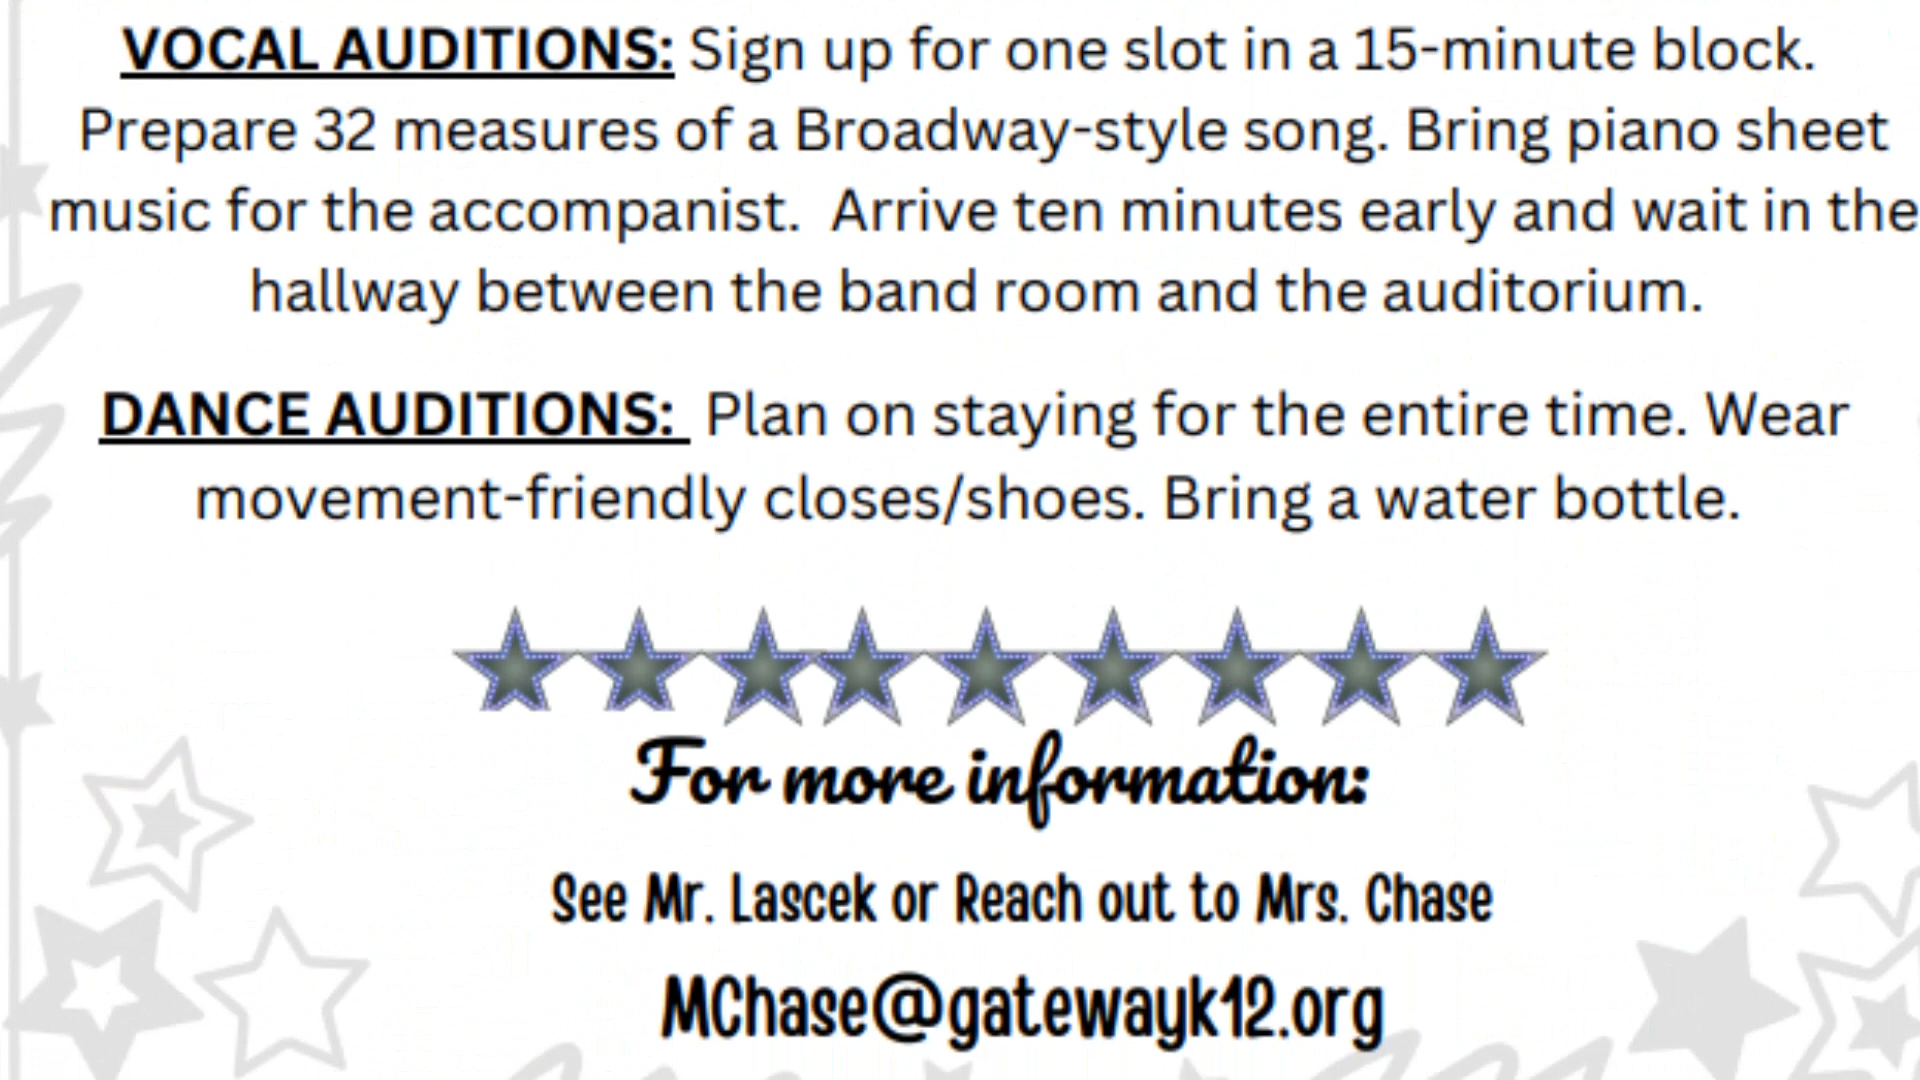 VOCAL AUDITIONS: Sign up for one slot in a 15-minute block.
Prepare 32 measures of a Broadway-style song. Bring piano sheet
music for the accompanist.  Arrive ten minutes early and wait in the
hallway between the band room and the auditorium.
DANCE AUDITIONS:  Plan on staying for the entire time. Wear
movement-friendly closes/shoes. Bring a water bottle.
For more information:
See Mr. Lascek or Reach out to Mrs. Chase
MChase@gatewayk12.org